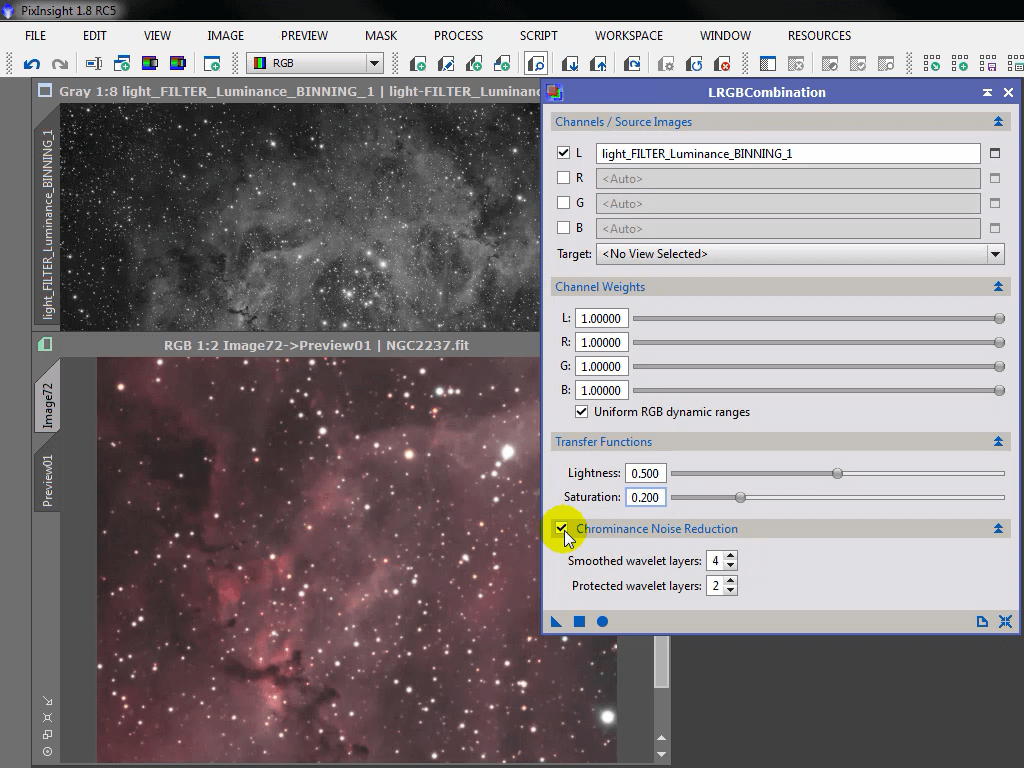 PixInsight 1.8 RC5
FILE EDIT VIEW IMAGE PREVIEW MASK PROCESS SCRIPT WORKSPACE WINDOW RESOURCES
RGB
Gray 1:8 light_FILTER_Luminance_BINNING_1 | light-FILTER_Luminanc
light_FILTER_Luminance_BINNING_1
RGB 1:2 Image72->Preview01 | NGC2237.fit
Image72
Preview01
LRGBCombination
Channels / Source Images
L light_FILTER_Luminance_BINNING_1
R <Auto>
G <Auto>
B <Auto>
Target: <No View Selected>
Channel Weights
L: 1.00000
R: 1.00000
G: 1.00000
B: 1.00000
Uniform RGB dynamic ranges
Transfer Functions
Lightness: 0.500
Saturation: 0.200
Chrominance Noise Reduction
Smoothed wavelet layers: 4
Protected wavelet layers: 2